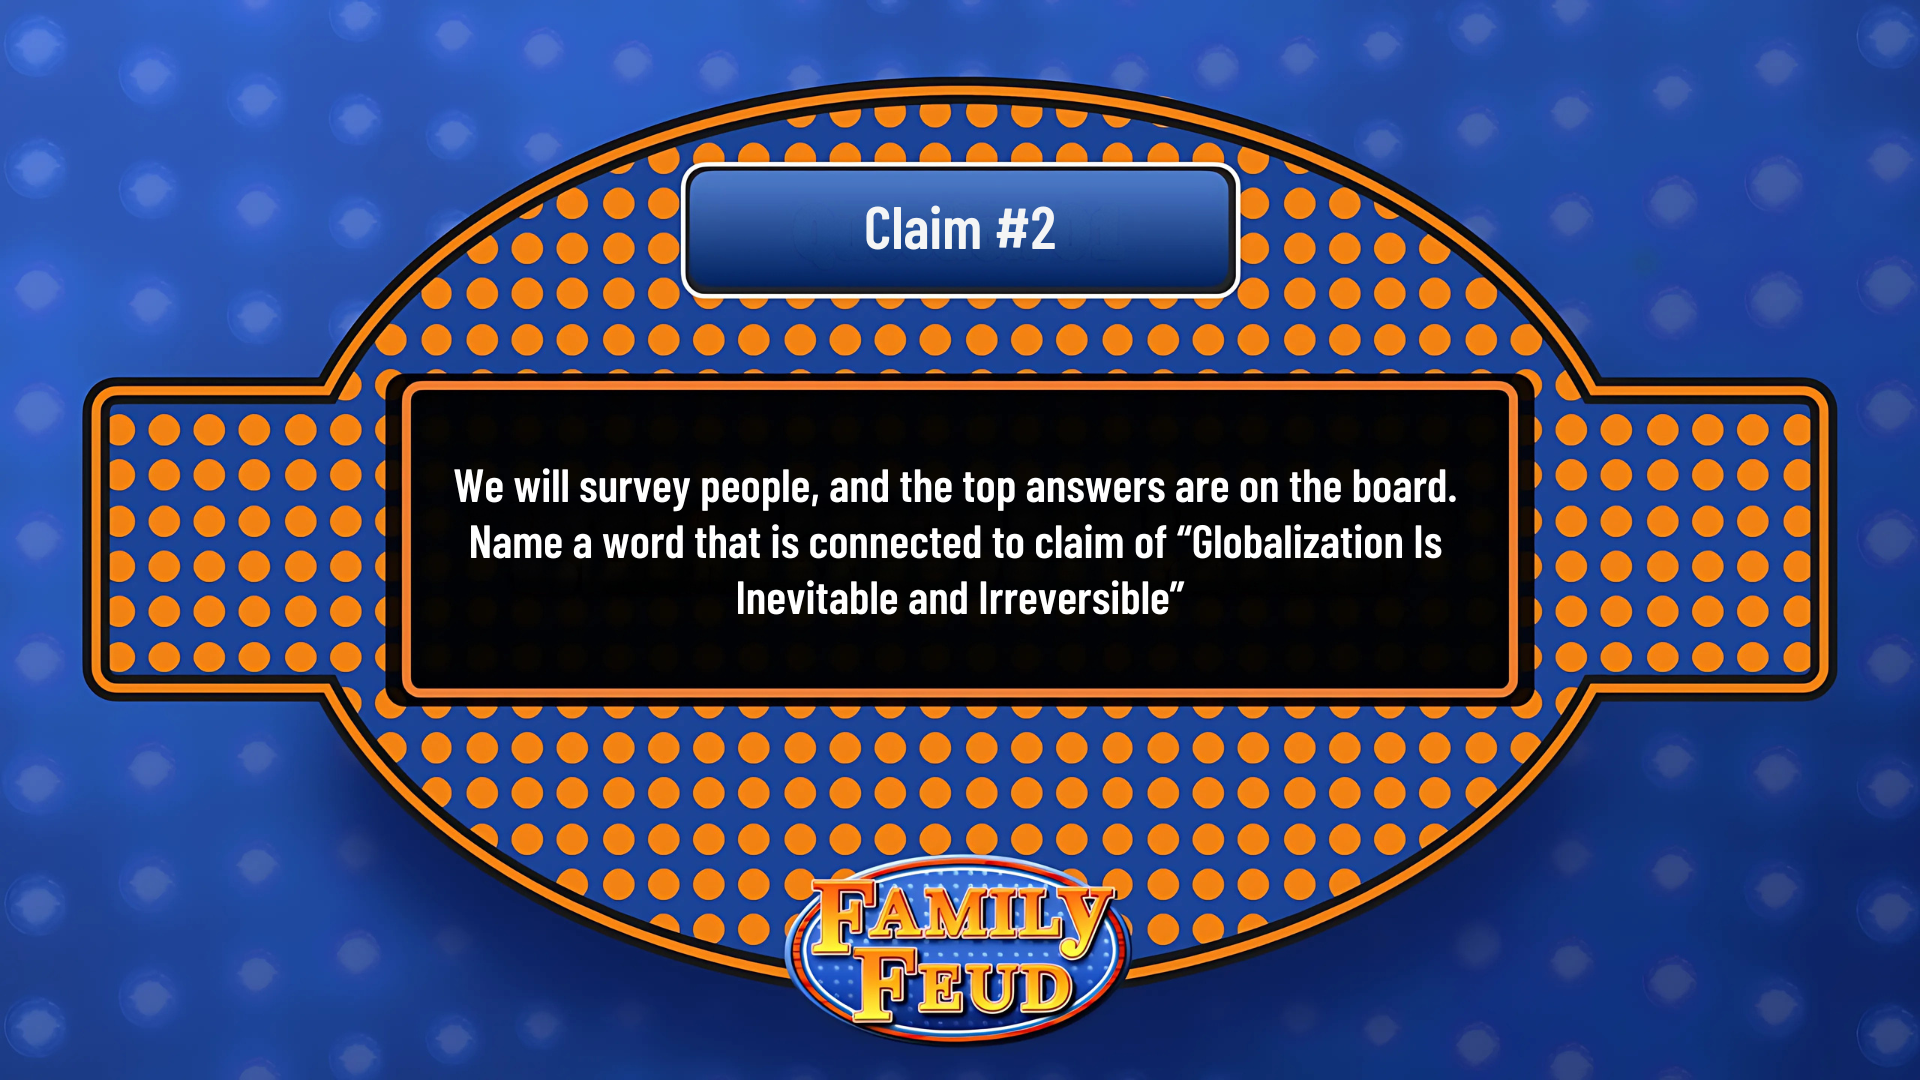 Claim #2
We will survey people, and the top answers are on the board.
Name a word that is connected to claim of “Globalization Is
Inevitable and Irreversible”
FAMILY
FEUD